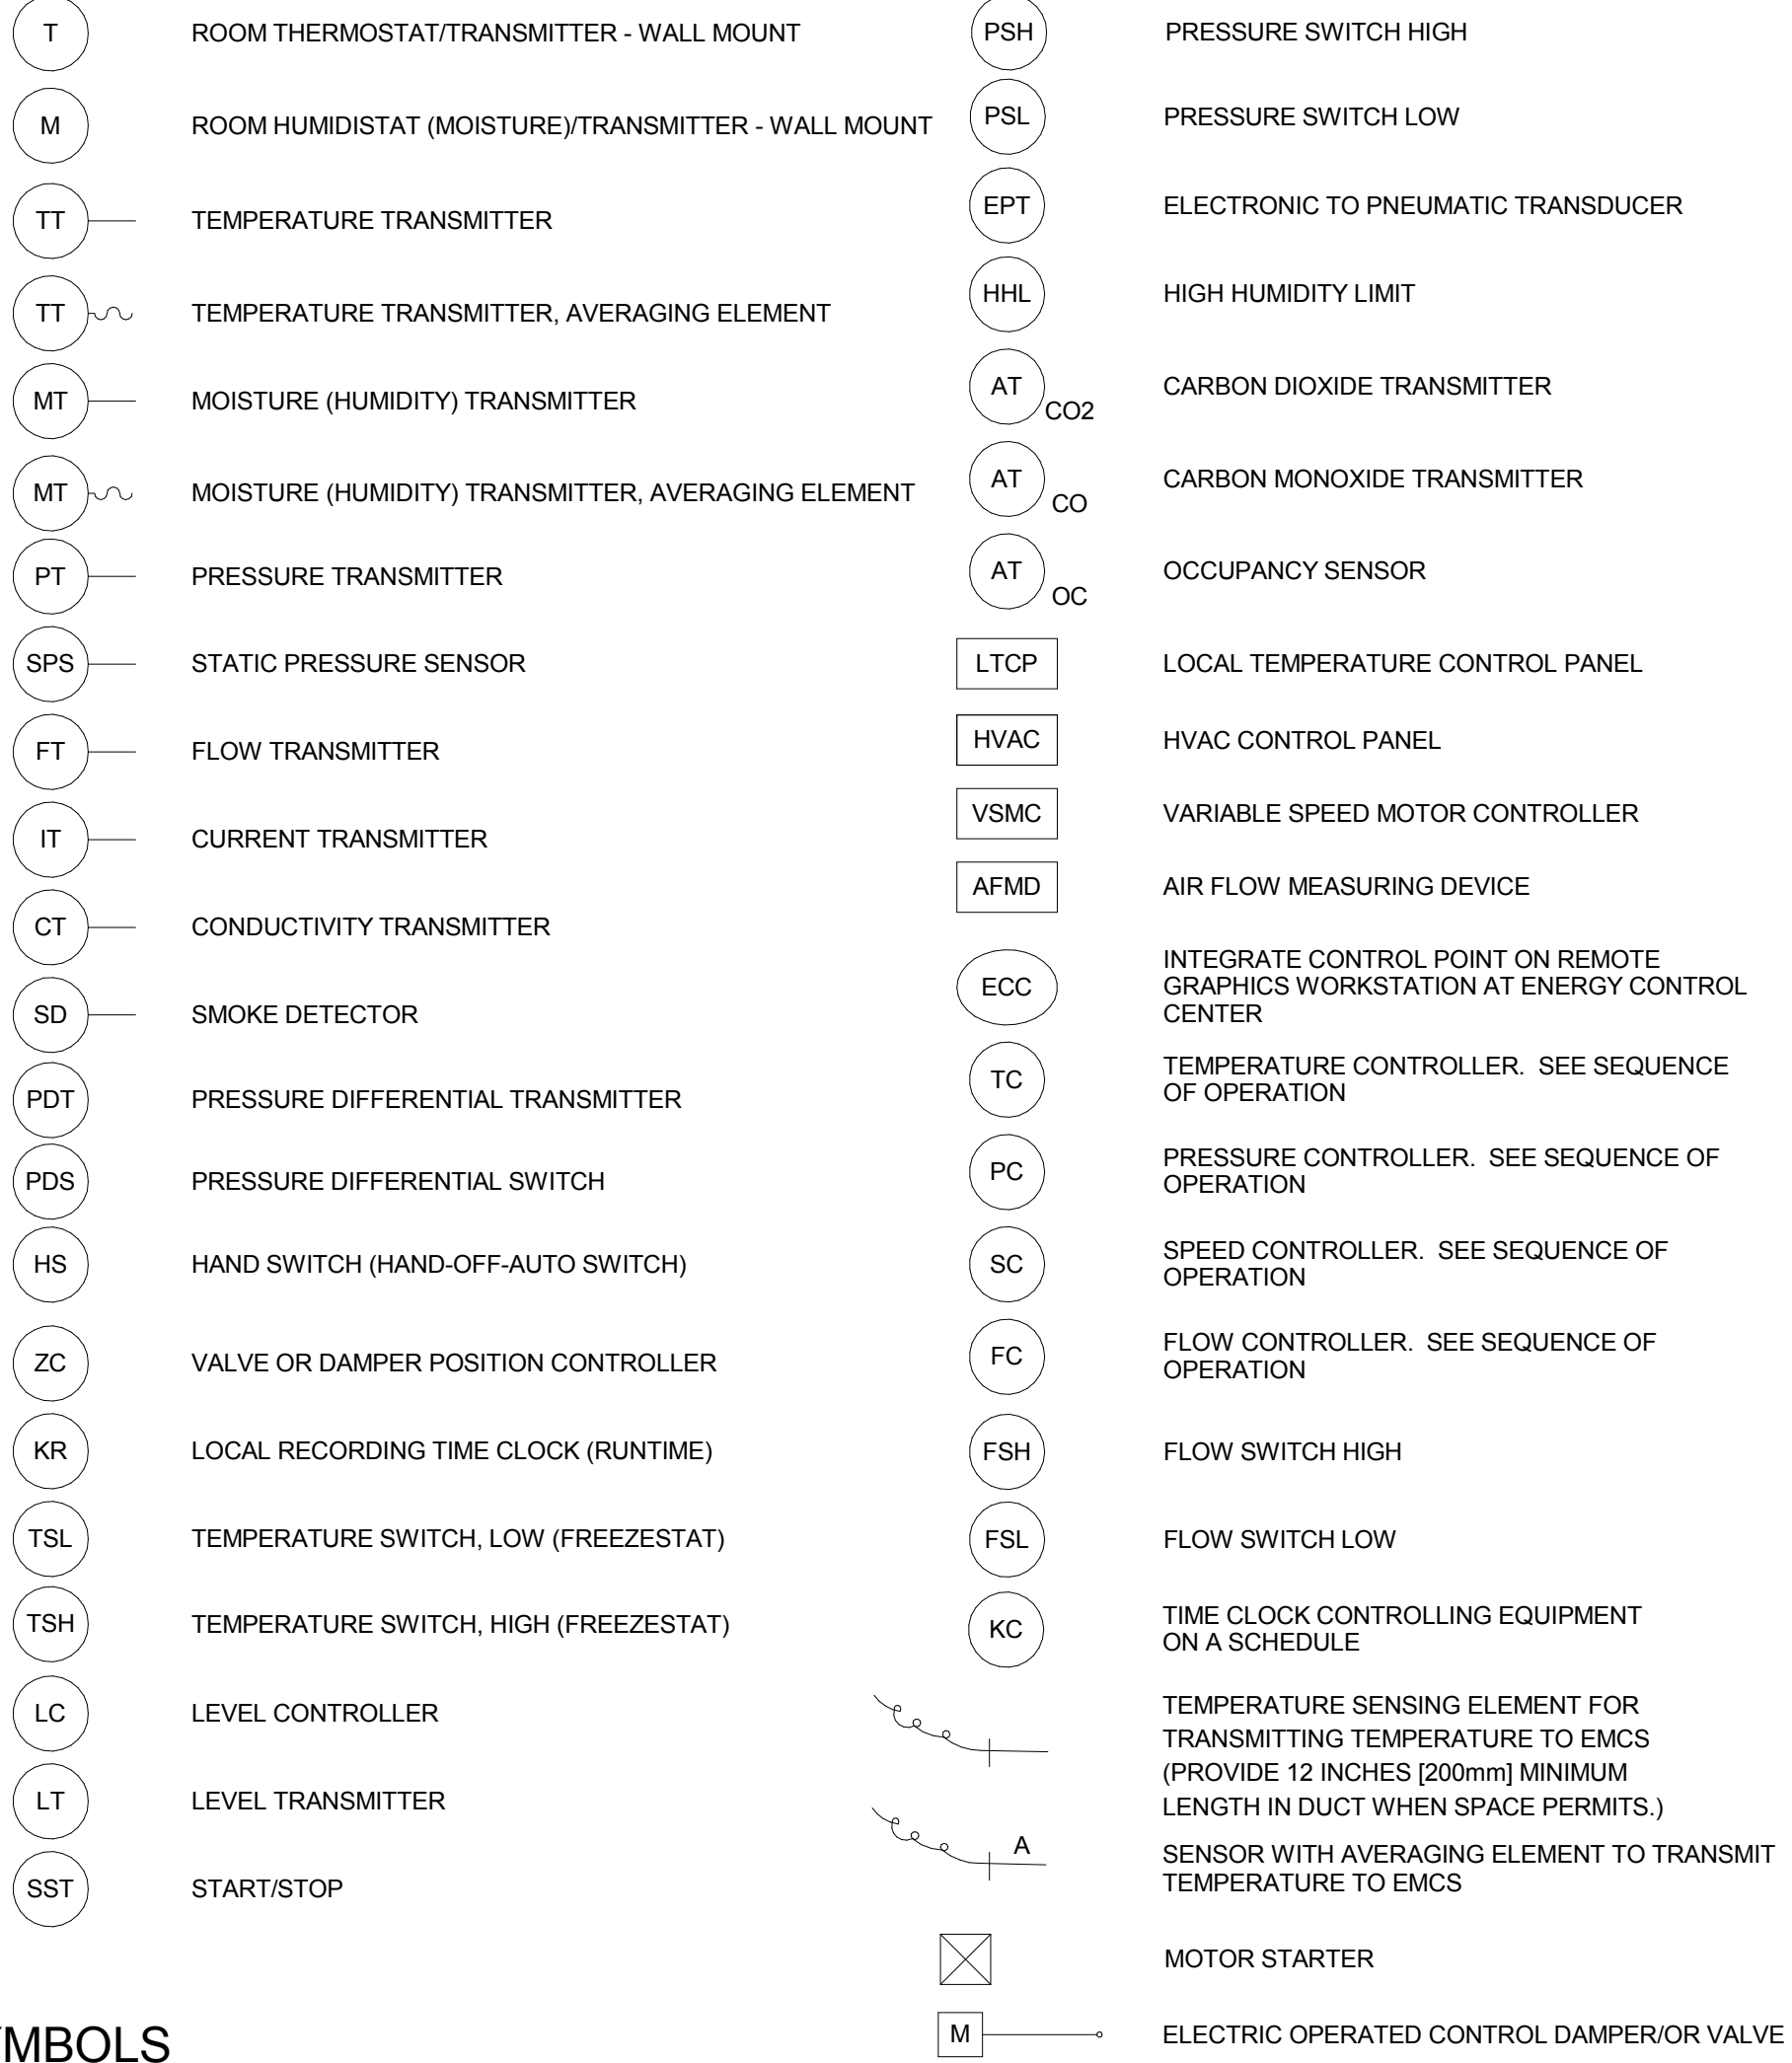 T ROOM THERMOSTAT/TRANSMITTER - WALL MOUNT
M ROOM HUMIDISTAT (MOISTURE)/TRANSMITTER - WALL MOUNT
TT TEMPERATURE TRANSMITTER
TT TEMPERATURE TRANSMITTER, AVERAGING ELEMENT
MT MOISTURE (HUMIDITY) TRANSMITTER
MT MOISTURE (HUMIDITY) TRANSMITTER, AVERAGING ELEMENT
PT PRESSURE TRANSMITTER
SPS STATIC PRESSURE SENSOR
FT FLOW TRANSMITTER
IT CURRENT TRANSMITTER
CT CONDUCTIVITY TRANSMITTER
SD SMOKE DETECTOR
PDT PRESSURE DIFFERENTIAL TRANSMITTER
PDS PRESSURE DIFFERENTIAL SWITCH
HS HAND SWITCH (HAND-OFF-AUTO SWITCH)
ZC VALVE OR DAMPER POSITION CONTROLLER
KR LOCAL RECORDING TIME CLOCK (RUNTIME)
TSL TEMPERATURE SWITCH, LOW (FREEZESTAT)
TSH TEMPERATURE SWITCH, HIGH (FREEZESTAT)
LC LEVEL CONTROLLER
LT LEVEL TRANSMITTER
SST START/STOP
PSH PRESSURE SWITCH HIGH
PSL PRESSURE SWITCH LOW
EPT ELECTRONIC TO PNEUMATIC TRANSDUCER
HHL HIGH HUMIDITY LIMIT
AT CARBON DIOXIDE TRANSMITTER
CO2
AT CARBON MONOXIDE TRANSMITTER
CO
AT OCCUPANCY SENSOR
OC
LTCP LOCAL TEMPERATURE CONTROL PANEL
HVAC HVAC CONTROL PANEL
VSMC VARIABLE SPEED MOTOR CONTROLLER
AFMD AIR FLOW MEASURING DEVICE
ECC INTEGRATE CONTROL POINT ON REMOTE
GRAPHICS WORKSTATION AT ENERGY CONTROL
CENTER
TC TEMPERATURE CONTROLLER. SEE SEQUENCE
OF OPERATION
PC PRESSURE CONTROLLER. SEE SEQUENCE OF
OPERATION
SC SPEED CONTROLLER. SEE SEQUENCE OF
OPERATION
FC FLOW CONTROLLER. SEE SEQUENCE OF
OPERATION
FSH FLOW SWITCH HIGH
FSL FLOW SWITCH LOW
KC TIME CLOCK CONTROLLING EQUIPMENT
ON A SCHEDULE
TEMPERATURE SENSING ELEMENT FOR
TRANSMITTING TEMPERATURE TO EMCS
(PROVIDE 12 INCHES [200mm] MINIMUM
LENGTH IN DUCT WHEN SPACE PERMITS.)
A SENSOR WITH AVERAGING ELEMENT TO TRANSMIT
TEMPERATURE TO EMCS
MOTOR STARTER
M ELECTRIC OPERATED CONTROL DAMPER/OR VALVE
MBOLS